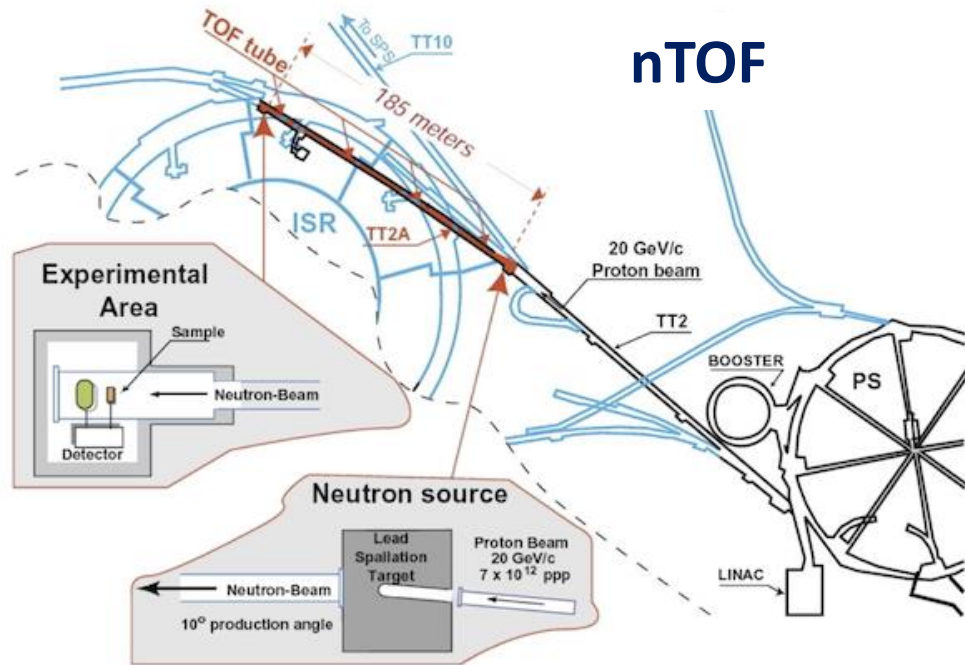 nTOF
To SPS
TT10
TOF tube
185 meters
ISR
TT2A
20 GeV/c
Proton beam
TT2
BOOSTER
PS
LINAC
Experimental
Area
Sample
Neutron-Beam
Detector
Neutron source
Lead
Spallation
Target
Proton Beam
20 GeV/c
7 x 10¹² ppp
Neutron-Beam
10° production angle